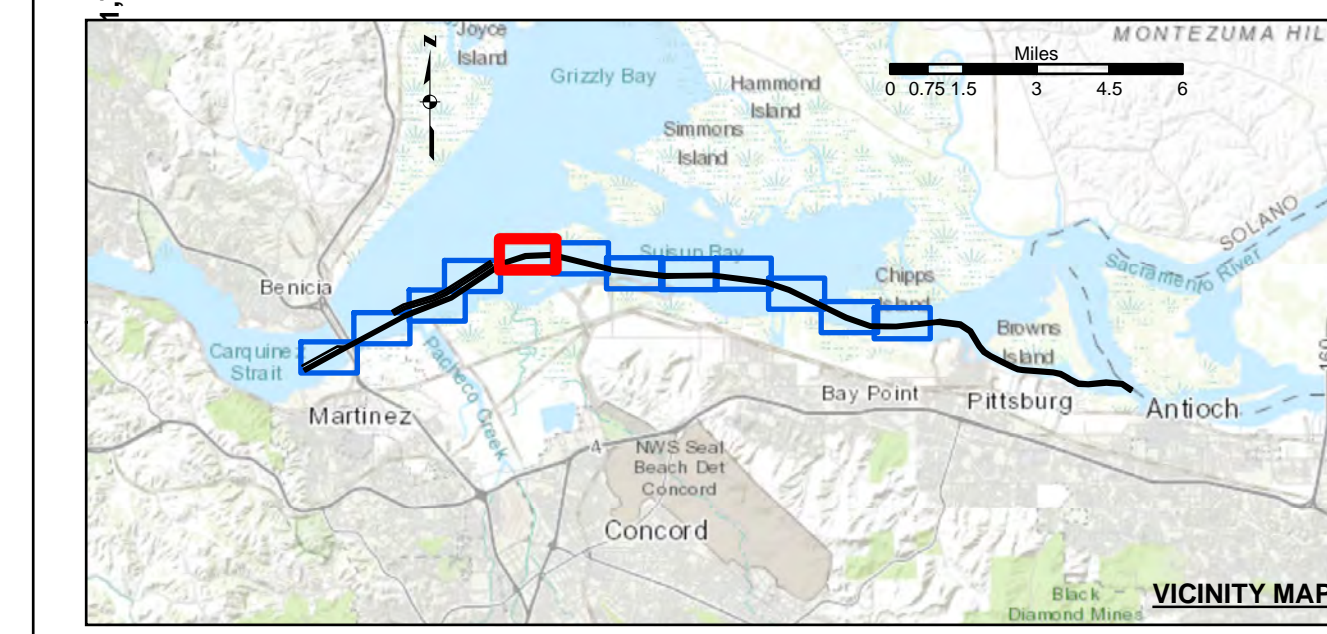 Joyce
Island
N
Grizzly Bay
Hammond
Island
Simmons
Island
MONTEZUMA HIL
Miles
0 0.75 1.5 3 4.5 6
SOLANO
Sacramento River
Suisun Bay
Chipps
Island
Benicia
Browns
Island
Carquinez
Strait
Pacheco Creek
Martinez
Bay Point
Pittsburg
Antioch
160
4
NWS Seal
Beach Det
Concord
Concord
Black
Diamond Mines
VICINITY MAP